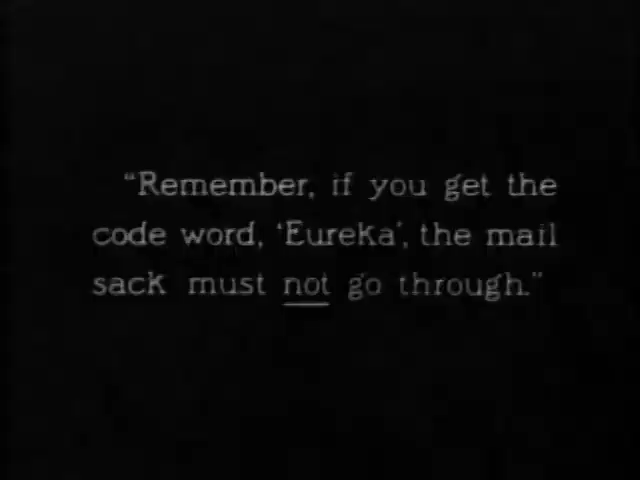 “Remember, if you get the
code word, ‘Eureka’, the mail
sack must not go through.”